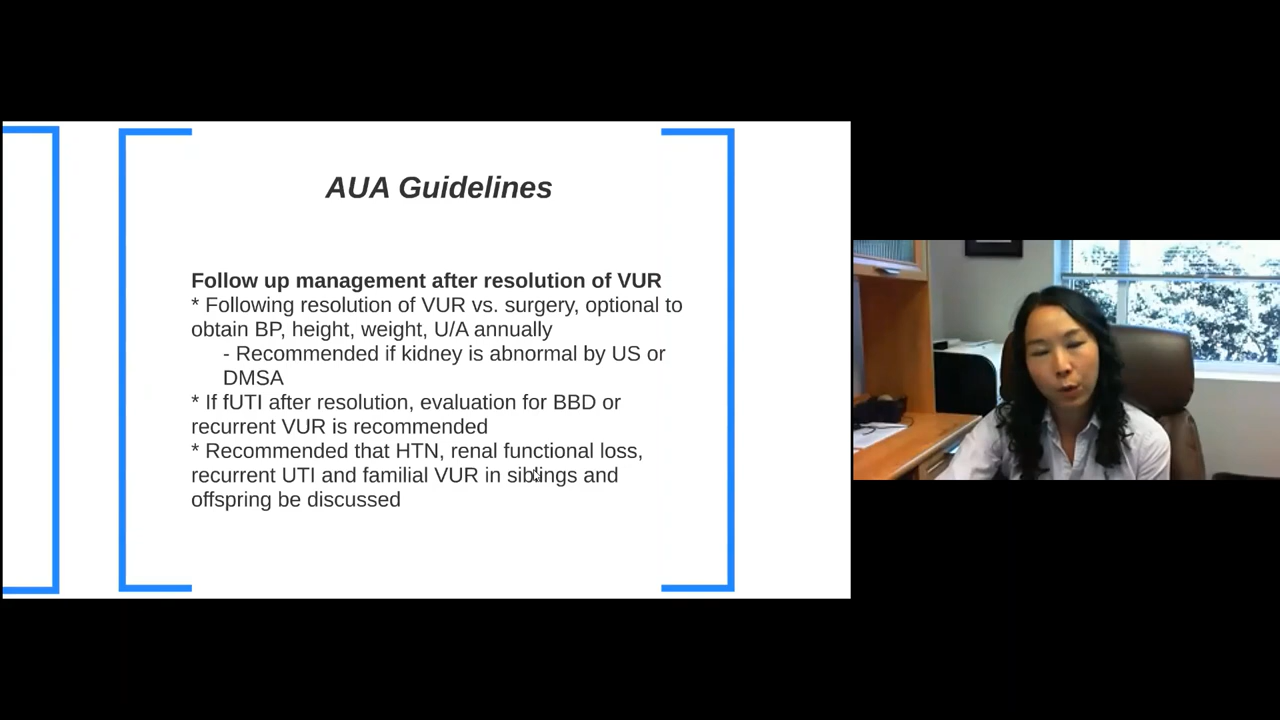 AUA Guidelines
Follow up management after resolution of VUR
* Following resolution of VUR vs. surgery, optional to
obtain BP, height, weight, U/A annually
- Recommended if kidney is abnormal by US or
DMSA
* If fUTI after resolution, evaluation for BBD or
recurrent VUR is recommended
* Recommended that HTN, renal functional loss,
recurrent UTI and familial VUR in siblings and
offspring be discussed